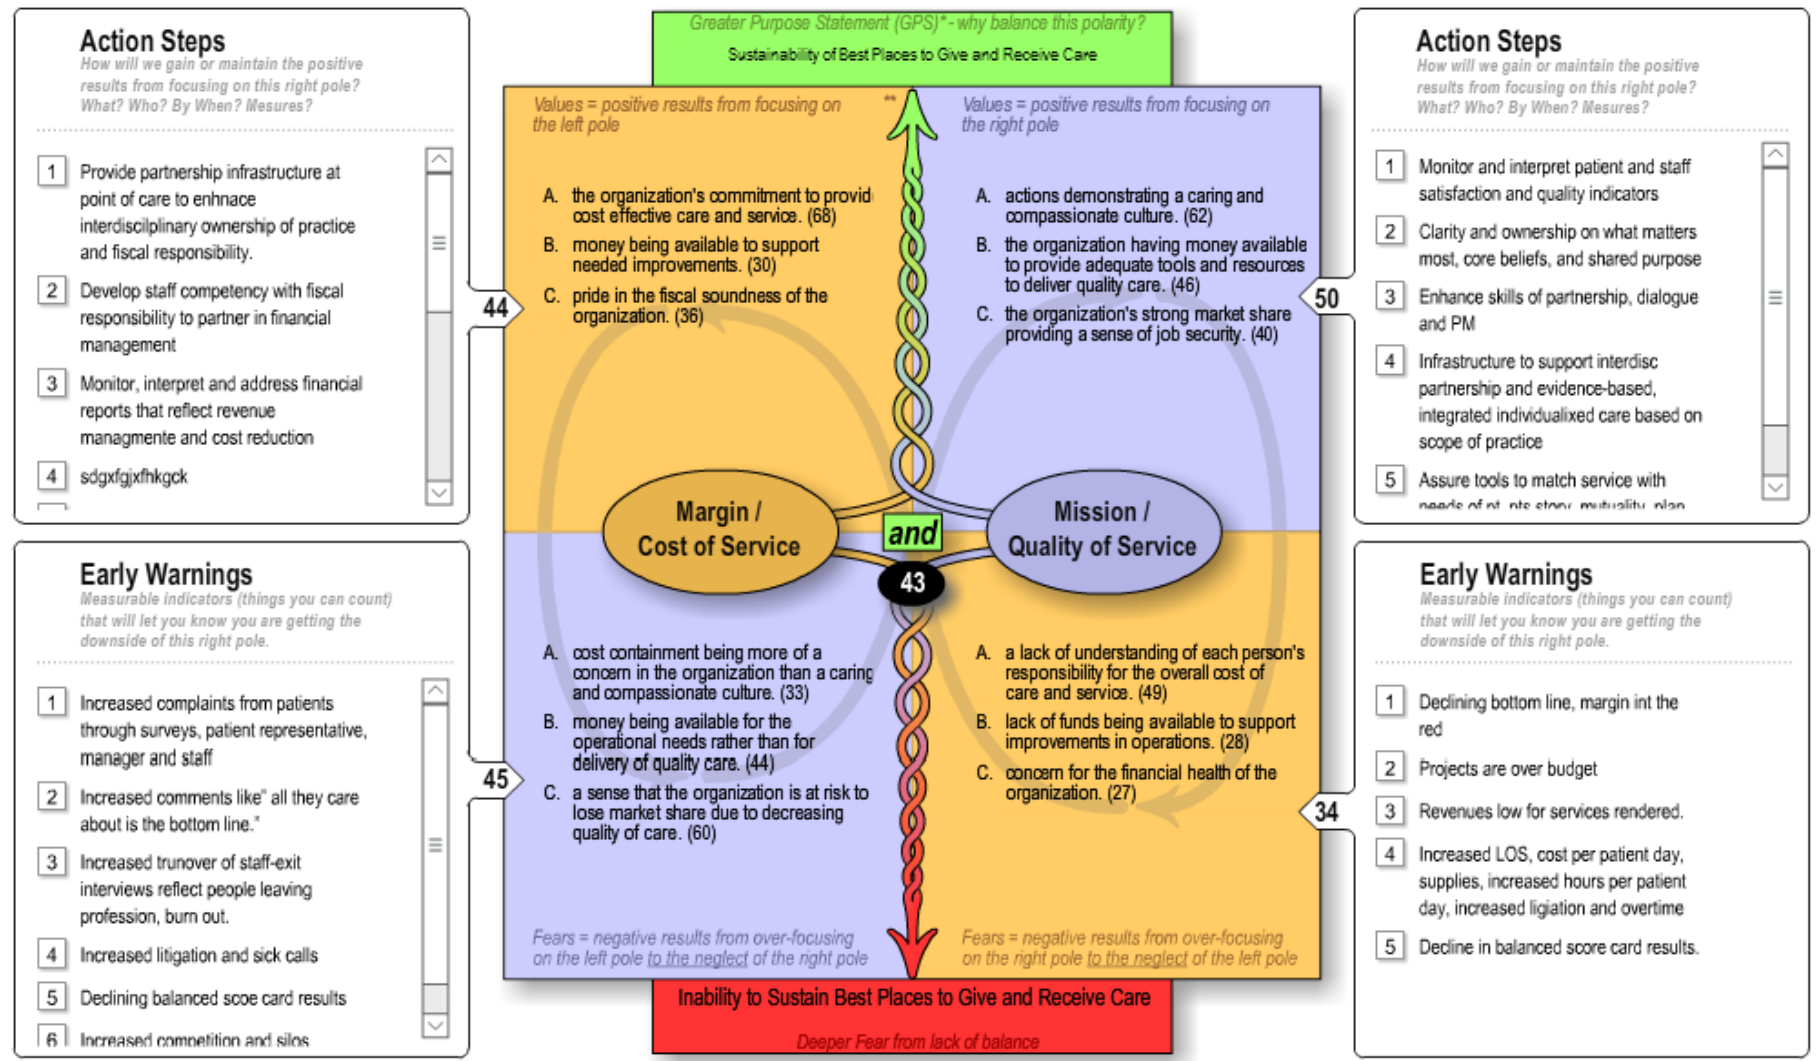 Greater Purpose Statement (GPS)* - why balance this polarity?
Sustainability of Best Places to Give and Receive Care
Action Steps
How will we gain or maintain the positive
results from focusing on this right pole?
What? Who? By When? Mesures?
1 Provide partnership infrastructure at
point of care to enhnace
interdiscilplinary ownership of practice
and fiscal responsibility.
2 Develop staff competency with fiscal
responsibility to partner in financial
management
3 Monitor, interpret and address financial
reports that reflect revenue
managmente and cost reduction
4 sdgxfgjxfhkgck
44
Values = positive results from focusing on
the left pole
**
A. the organization's commitment to provid
cost effective care and service. (68)
B. money being available to support
needed improvements. (30)
C. pride in the fiscal soundness of the
organization. (36)
Values = positive results from focusing on
the right pole
A. actions demonstrating a caring and
compassionate culture. (62)
B. the organization having money available
to provide adequate tools and resources
to deliver quality care. (46)
C. the organization's strong market share
providing a sense of job security. (40)
50
Action Steps
How will we gain or maintain the positive
results from focusing on this right pole?
What? Who? By When? Mesures?
1 Monitor and interpret patient and staff
satisfaction and quality indicators
2 Clarity and ownership on what matters
most, core beliefs, and shared purpose
3 Enhance skills of partnership, dialogue
and PM
4 Infrastructure to support interdisc
partnership and evidence-based,
integrated individualixed care based on
scope of practice
5 Assure tools to match service with
needs of pt, pts story, mutuality, plan
Margin /
Cost of Service
and
43
Mission /
Quality of Service
Early Warnings
Measurable indicators (things you can count)
that will let you know you are getting the
downside of this right pole.
1 Increased complaints from patients
through surveys, patient representative,
manager and staff
2 Increased comments like" all they care
about is the bottom line."
3 Increased trunover of staff-exit
interviews reflect people leaving
profession, burn out.
4 Increased litigation and sick calls
5 Declining balanced scoe card results
6 Increased competition and silos
45
A. cost containment being more of a
concern in the organization than a caring
and compassionate culture. (33)
B. money being available for the
operational needs rather than for
delivery of quality care. (44)
C. a sense that the organization is at risk to
lose market share due to decreasing
quality of care. (60)
Fears = negative results from over-focusing
on the left pole to the neglect of the right pole
A. a lack of understanding of each person's
responsibility for the overall cost of
care and service. (49)
B. lack of funds being available to support
improvements in operations. (28)
C. concern for the financial health of the
organization. (27)
Fears = negative results from over-focusing
on the right pole to the neglect of the left pole
34
Early Warnings
Measurable indicators (things you can count)
that will let you know you are getting the
downside of this right pole.
1 Declining bottom line, margin int the
red
2 Projects are over budget
3 Revenues low for services rendered.
4 Increased LOS, cost per patient day,
supplies, increased hours per patient
day, increased ligiation and overtime
5 Decline in balanced score card results.
Inability to Sustain Best Places to Give and Receive Care
Deeper Fear from lack of balance